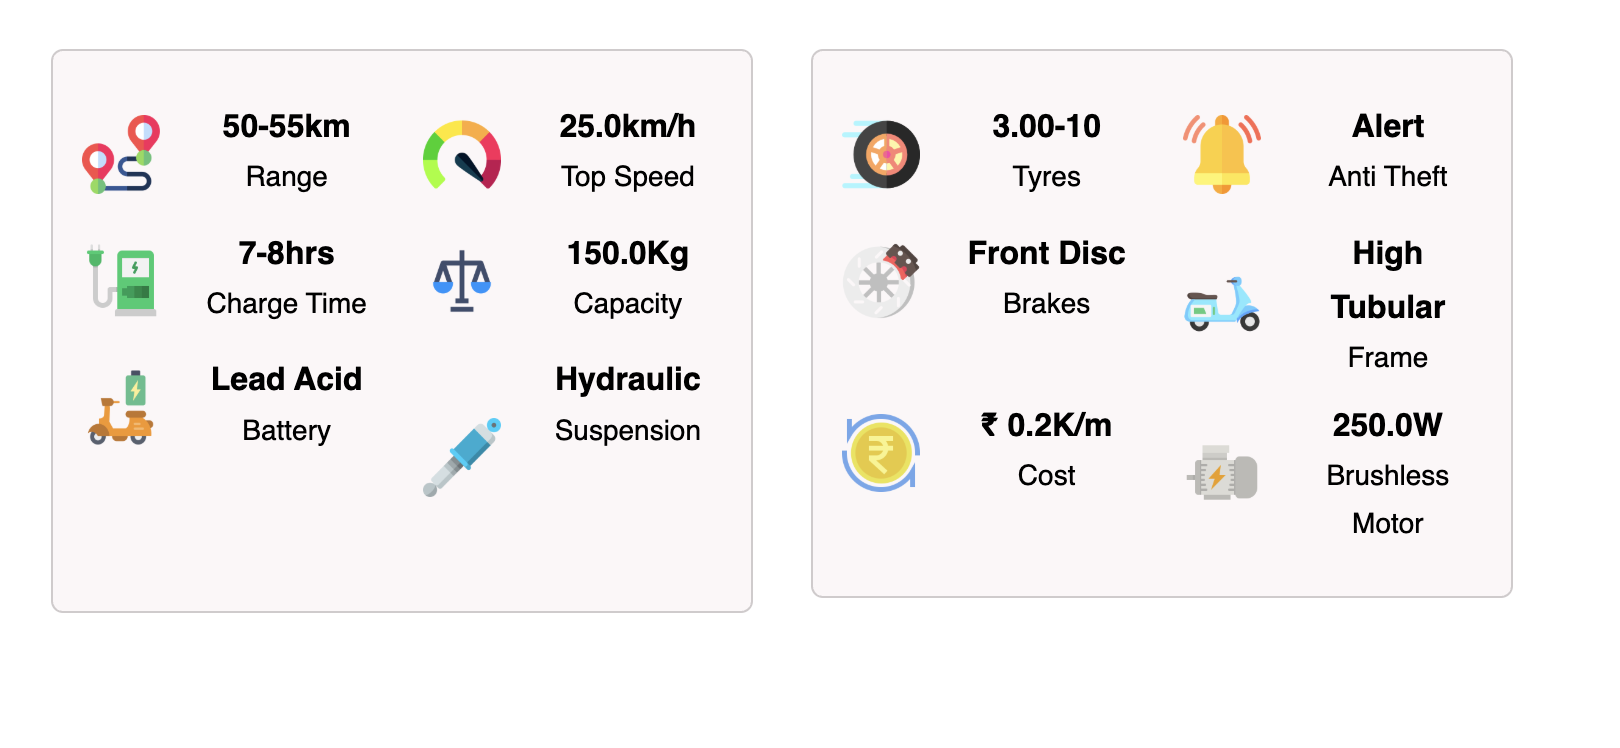 50-55km
Range
25.0km/h
Top Speed
7-8hrs
Charge Time
150.0Kg
Capacity
Lead Acid
Battery
Hydraulic
Suspension
3.00-10
Tyres
Alert
Anti Theft
Front Disc
Brakes
High
Tubular
Frame
₹ 0.2K/m
Cost
250.0W
Brushless
Motor